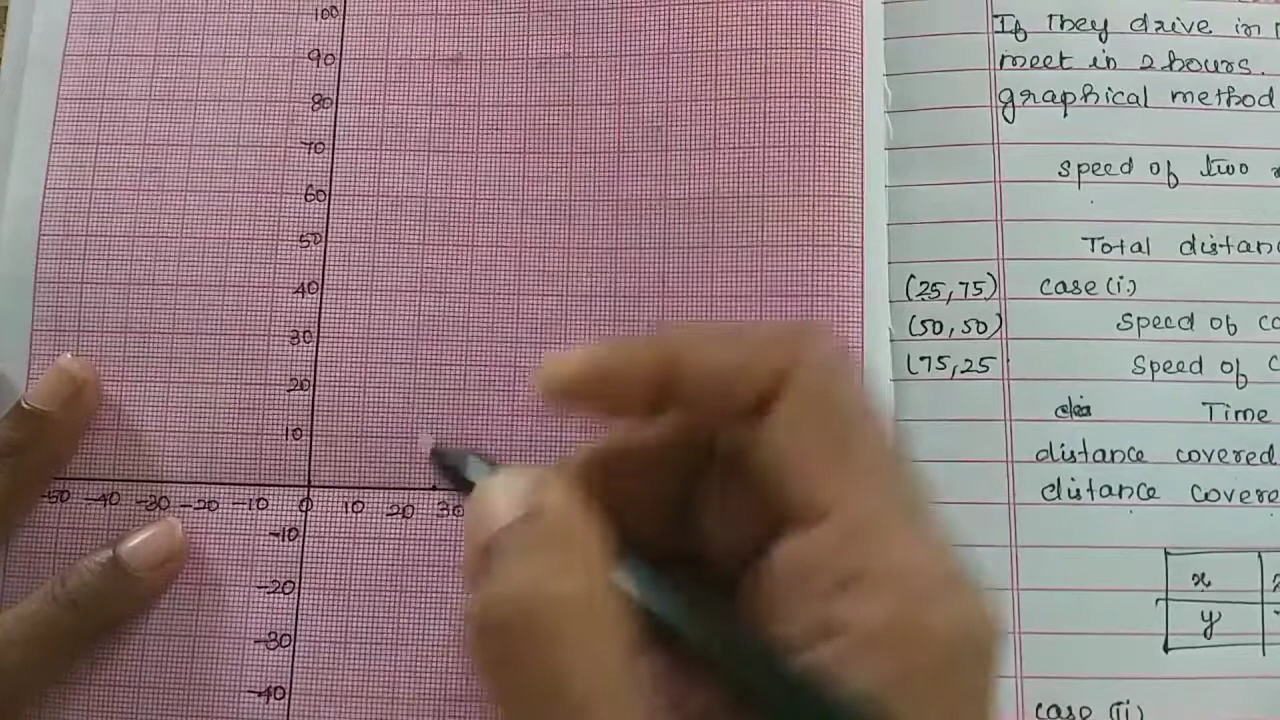 100
90
80
70
60
50
40
30
20
10
-50 -40 -30 -20 -10 0 10 20 30
-10
-20
-30
-40
If they drive in
meet in 2 hours.
graphical method
speed of two
Total distan
(25,75) case (i)
(50,50) speed of
(75,25 speed of
Time
distance covered
distance covere
x
y
case (ii)